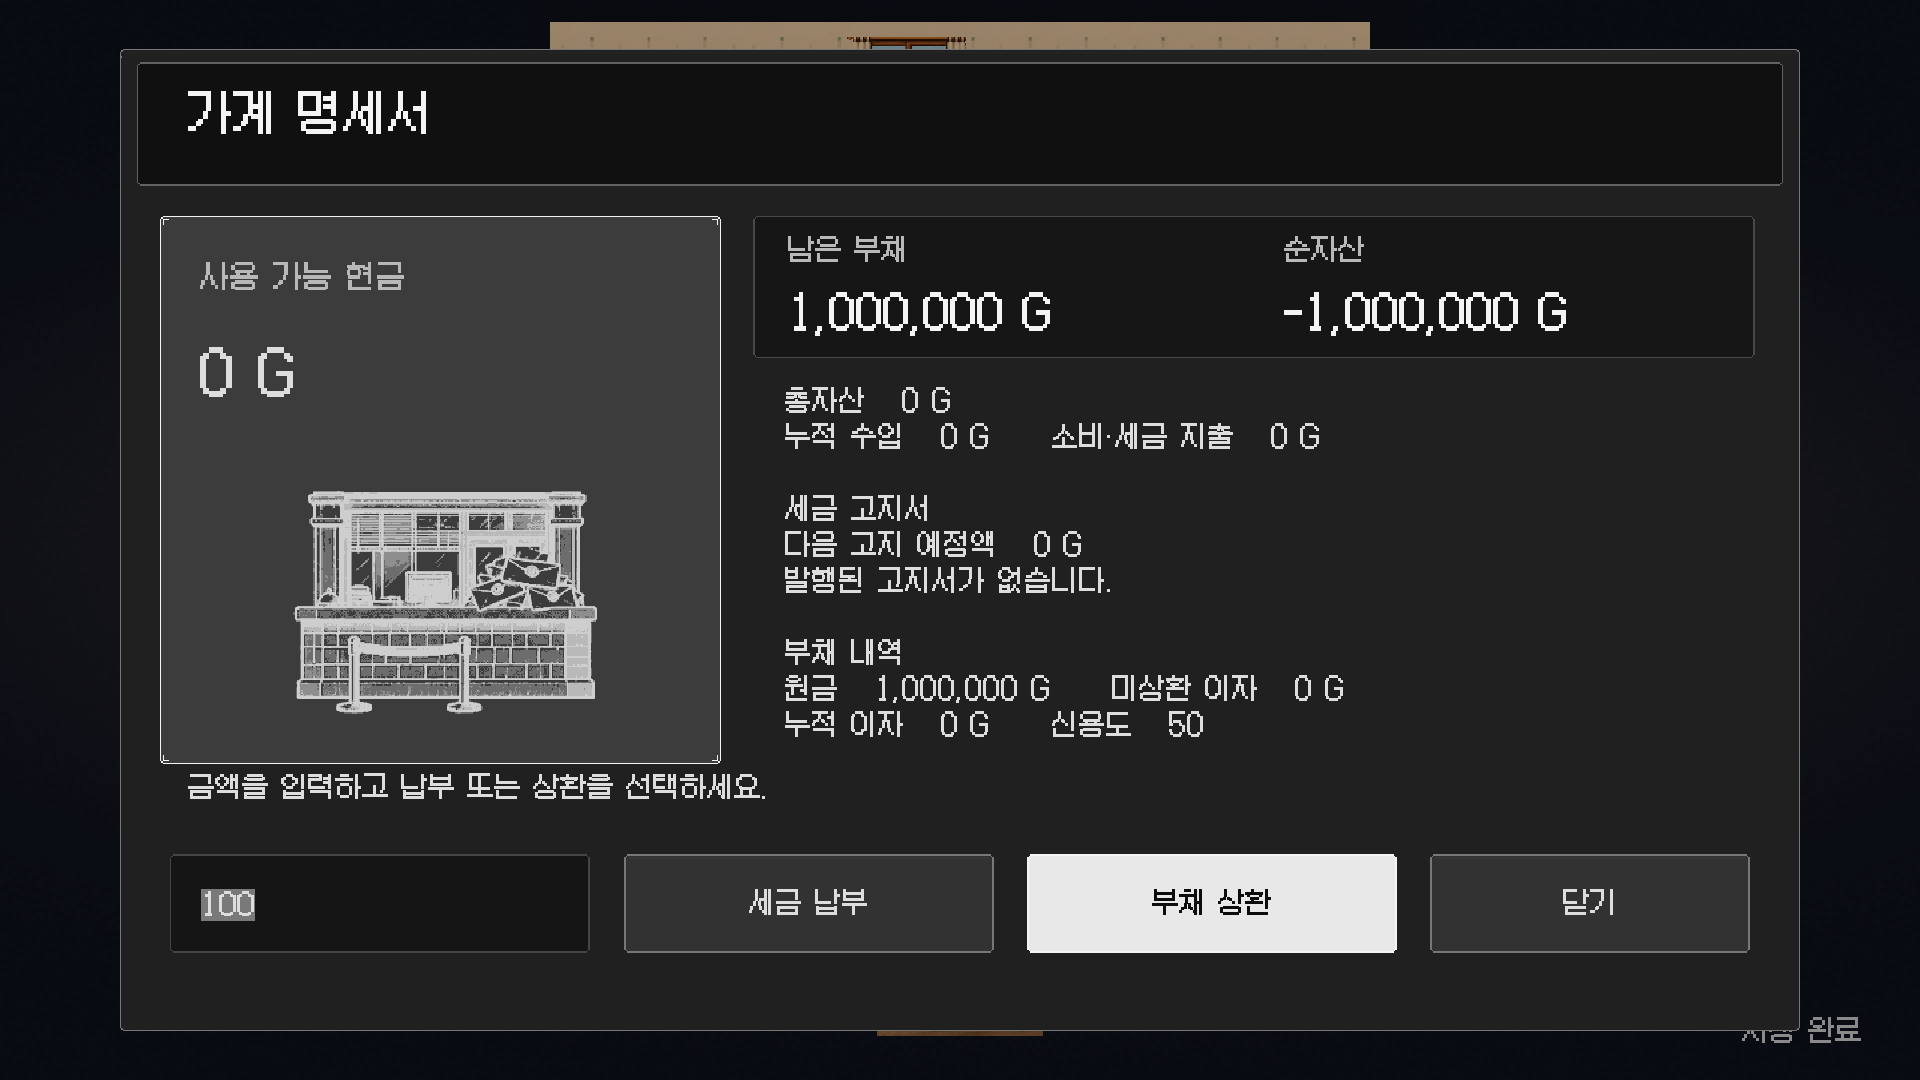 가계 명세서
사용 가능 현금
0 G
남은 부채
1,000,000 G
순자산
-1,000,000 G
총자산 0 G
누적 수입 0 G 소비·세금 지출 0 G
세금 고지서
다음 고지 예정액 0 G
발행된 고지서가 없습니다.
부채 내역
원금 1,000,000 G 미상환 이자 0 G
누적 이자 0 G 신용도 50
금액을 입력하고 납부 또는 상환을 선택하세요.
100
세금 납부
부채 상환
닫기
완료